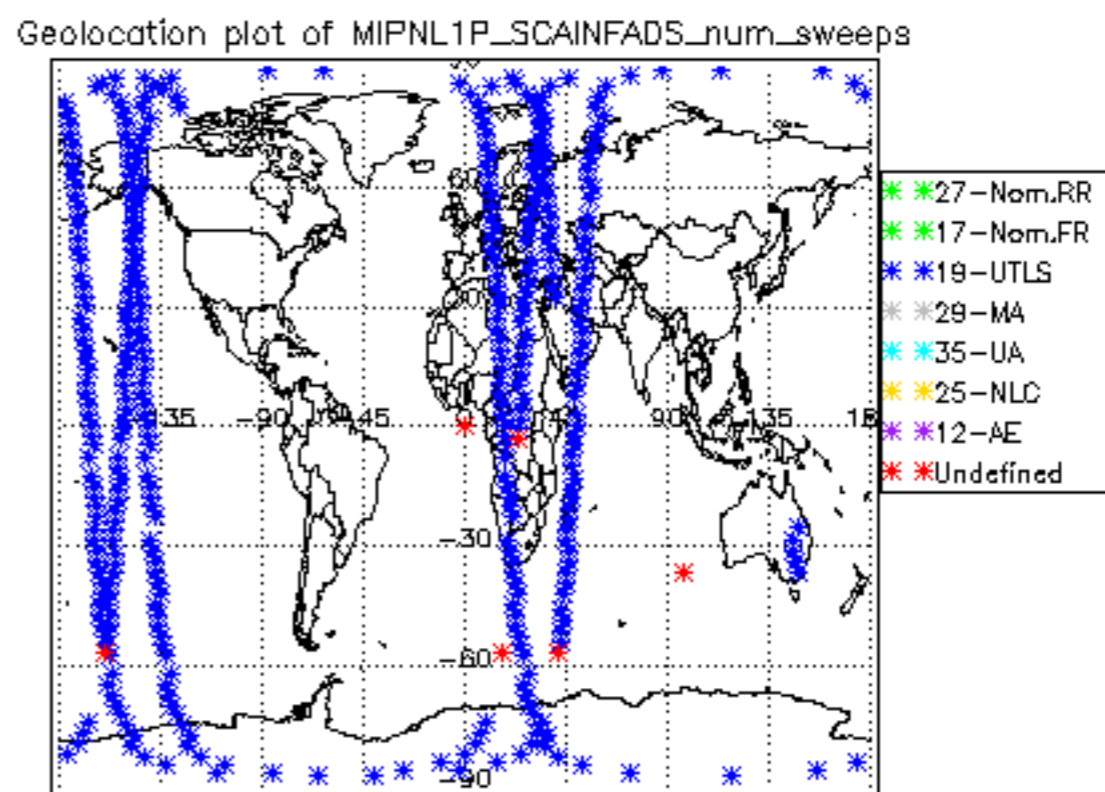 Geolocation plot of MIPNL1P_SCAINFADS_num_sweeps
27-Nom.RR
60
17-Nom.FR
19-UTLS
29-MA
35-UA
25-NLC
-90
45
90
135
12-AE
Undefined
-30
-60
-90